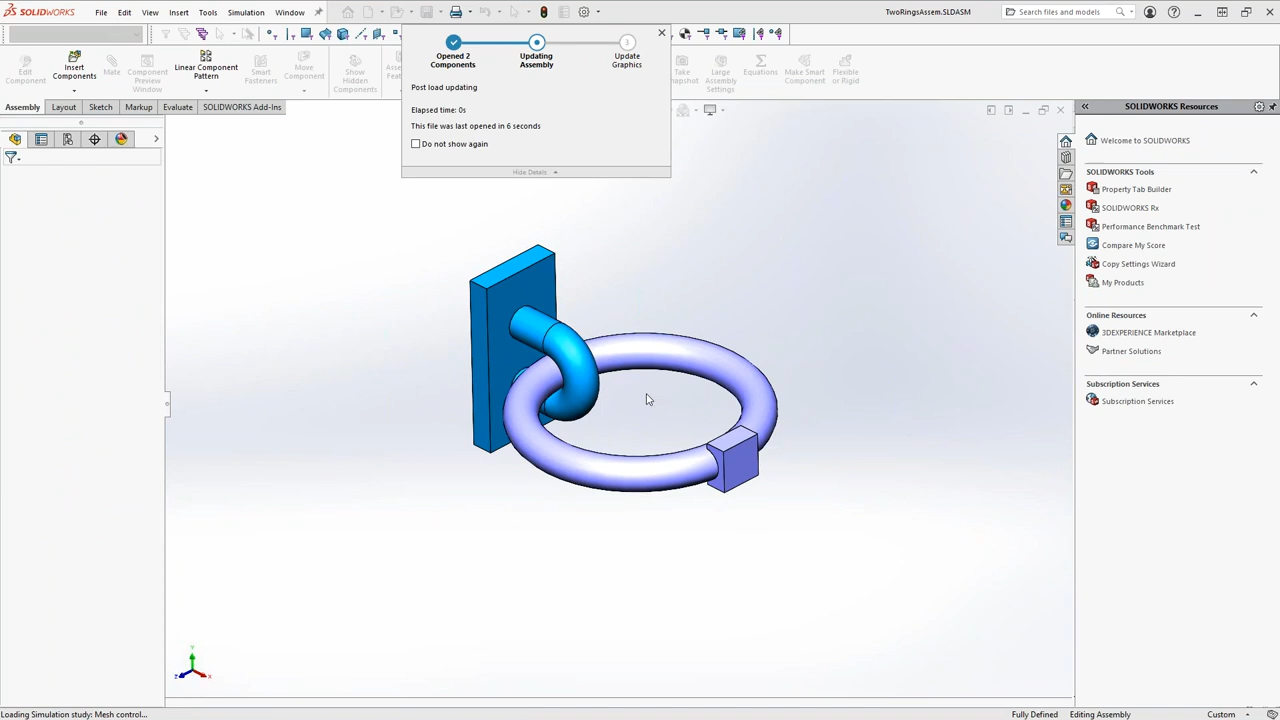 SOLIDWORKS
File
Edit
View
Insert
Tools
Simulation
Window
TwoRingsAssem.SLDASM
Search files and models
Edit Component
Insert Components
Mate
Component Preview Window
Linear Component Pattern
Smart Fasteners
Move Component
Show Hidden Components
Take
Large Assembly Settings
Equations
Make Smart Component
Flexible or Rigid
Assembly
Layout
Sketch
Markup
Evaluate
SOLIDWORKS Add-Ins
Opened 2 Components
Updating Assembly
3
Update Graphics
Post load updating
Elapsed time: 0s
This file was last opened in 6 seconds
Do not show again
Hide Details
SOLIDWORKS Resources
Welcome to SOLIDWORKS
SOLIDWORKS Tools
Property Tab Builder
SOLIDWORKS Rx
Performance Benchmark Test
Compare My Score
Copy Settings Wizard
My Products
Online Resources
3DEXPERIENCE Marketplace
Partner Solutions
Subscription Services
Subscription Services
Y
Z
X
Loading Simulation study: Mesh control...
Fully Defined
Editing Assembly
Custom